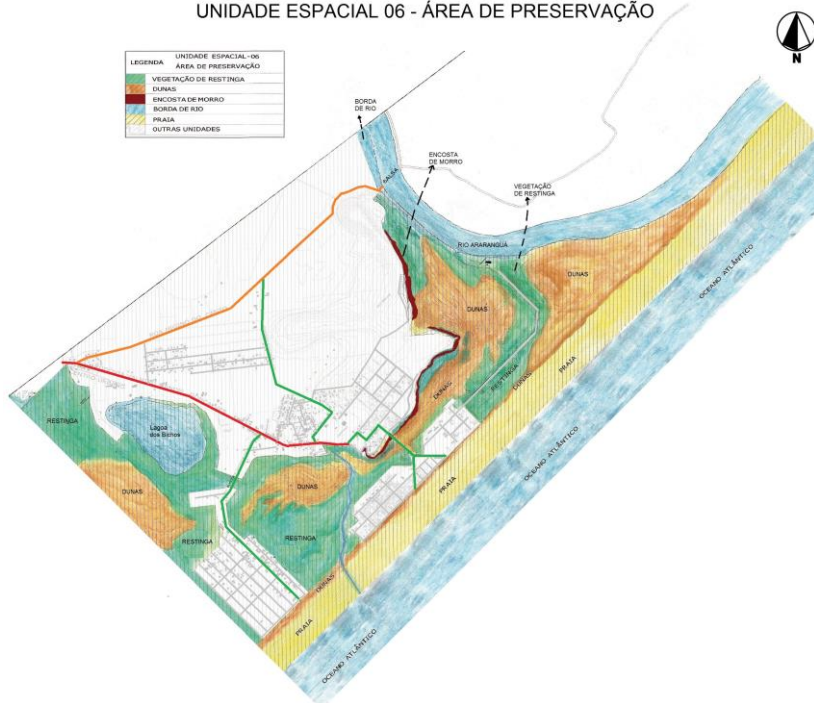 UNIDADE ESPACIAL 06 - ÁREA DE PRESERVAÇÃO
N
LEGENDA
UNIDADE ESPACIAL-06
ÁREA DE PRESERVAÇÃO
VEGETAÇÃO DE RESTINGA
DUNAS
ENCOSTA DE MORRO
BORDA DE RIO
PRAIA
OUTRAS UNIDADES
BORDA
DE RIO
ENCOSTA
DE MORRO
BALSA
VEGETAÇÃO
DE RESTINGA
RIO ARARANGUÁ
DUNAS
OCEANO ATLÂNTICO
DUNAS
PRAIA
RESTINGA
DUNAS
DUNAS
RESTINGA
Lagoa
dos Bichos
OCEANO ATLÂNTICO
PRAIA
DUNAS
DUNAS
RESTINGA
RESTINGA
DUNAS
PRAIA
OCEANO ATLÂNTICO